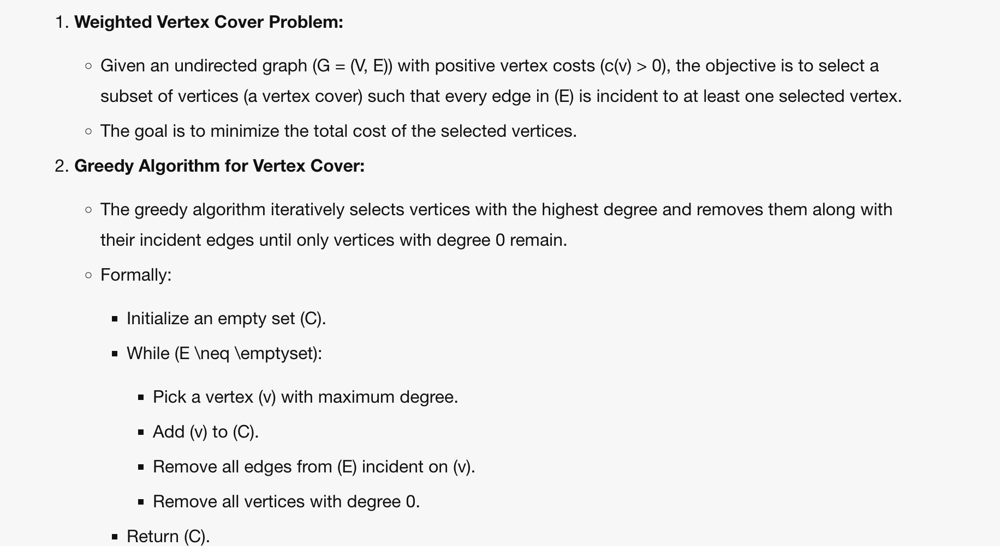 1. Weighted Vertex Cover Problem:
◦ Given an undirected graph (G = (V, E)) with positive vertex costs (c(v) > 0), the objective is to select a
subset of vertices (a vertex cover) such that every edge in (E) is incident to at least one selected vertex.
◦ The goal is to minimize the total cost of the selected vertices.
2. Greedy Algorithm for Vertex Cover:
◦ The greedy algorithm iteratively selects vertices with the highest degree and removes them along with
their incident edges until only vertices with degree 0 remain.
◦ Formally:
▪ Initialize an empty set (C).
▪ While (E \neq \emptyset):
▪ Pick a vertex (v) with maximum degree.
▪ Add (v) to (C).
▪ Remove all edges from (E) incident on (v).
▪ Remove all vertices with degree 0.
▪ Return (C).